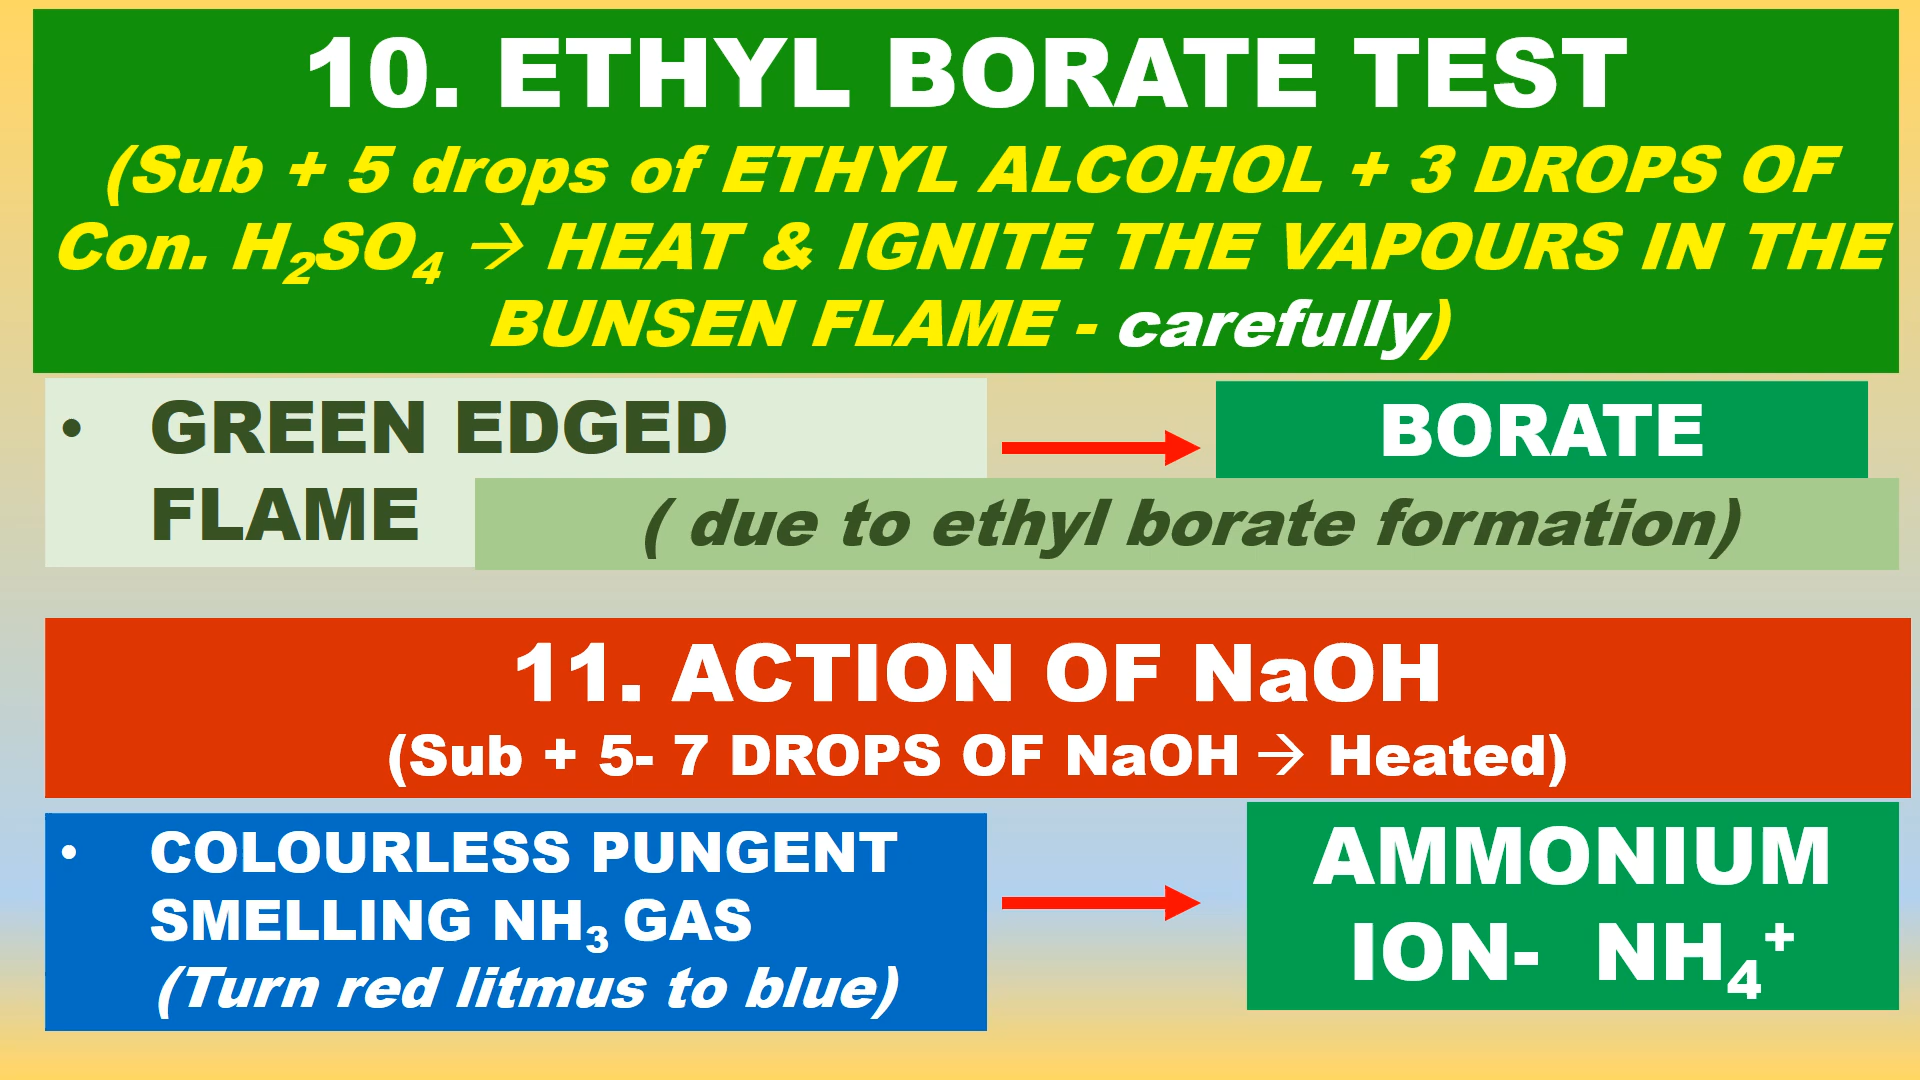 10. ETHYL BORATE TEST
(Sub + 5 drops of ETHYL ALCOHOL + 3 DROPS OF
Con. H₂SO₄ → HEAT & IGNITE THE VAPOURS IN THE
BUNSEN FLAME - carefully)
• GREEN EDGED
FLAME
BORATE
( due to ethyl borate formation)
11. ACTION OF NaOH
(Sub + 5- 7 DROPS OF NaOH → Heated)
• COLOURLESS PUNGENT
SMELLING NH₃ GAS
(Turn red litmus to blue)
AMMONIUM
ION- NH₄⁺